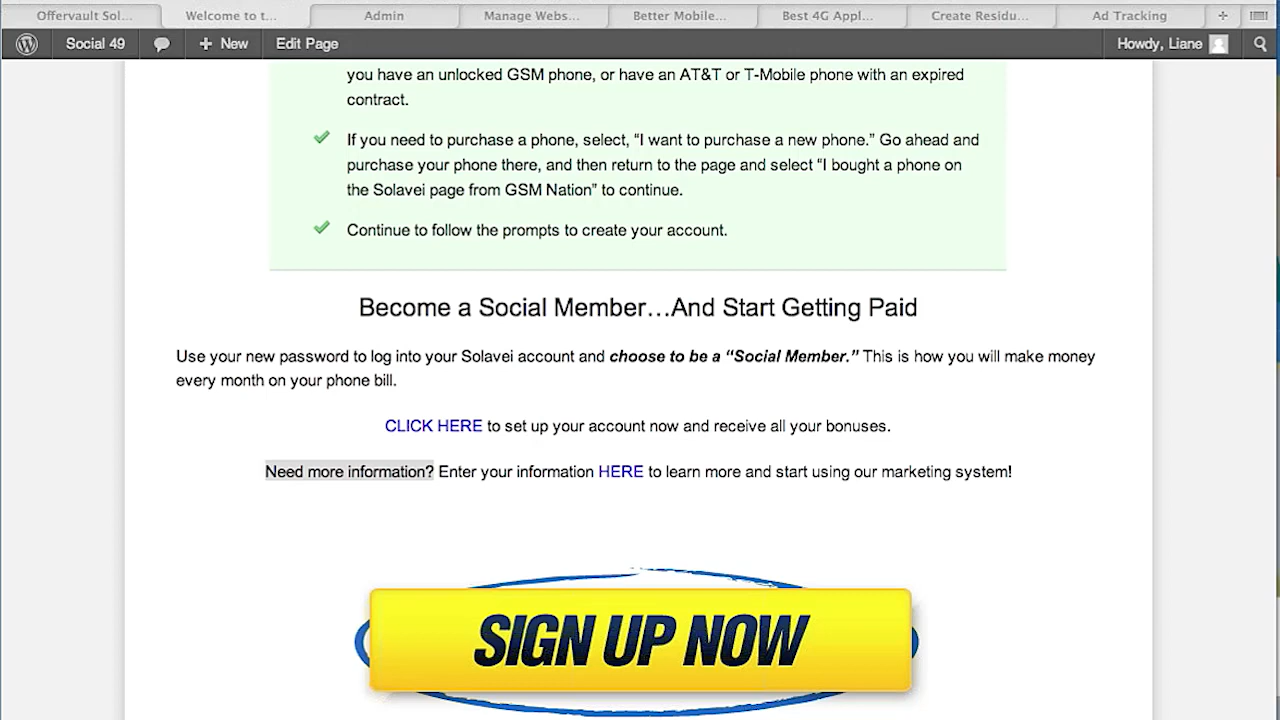 Offervault Sol...
Welcome to t...
Admin
Manage Webs...
Better Mobile...
Best 4G Appl...
Create Residu...
Ad Tracking
Social 49
New
Edit Page
Howdy, Liane
you have an unlocked GSM phone, or have an AT&T or T-Mobile phone with an expired
contract.
If you need to purchase a phone, select, “I want to purchase a new phone.” Go ahead and
purchase your phone there, and then return to the page and select “I bought a phone on
the Solavei page from GSM Nation” to continue.
Continue to follow the prompts to create your account.
Become a Social Member…And Start Getting Paid
Use your new password to log into your Solavei account and choose to be a “Social Member.” This is how you will make money
every month on your phone bill.
CLICK HERE to set up your account now and receive all your bonuses.
Need more information? Enter your information HERE to learn more and start using our marketing system!
SIGN UP NOW